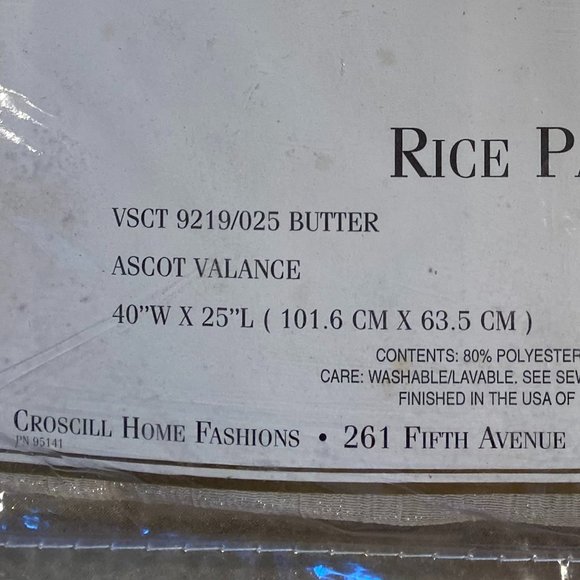 RICE
VSCT 9219/025 BUTTER
ASCOT VALANCE
40”W X 25”L ( 101.6 CM X 63.5 CM )
CONTENTS: 80% POLYESTER
CARE: WASHABLE/LAVABLE. SEE SEW
FINISHED IN THE USA OF
CROSCILL HOME FASHIONS • 261 FIFTH AVENUE
PN 95141